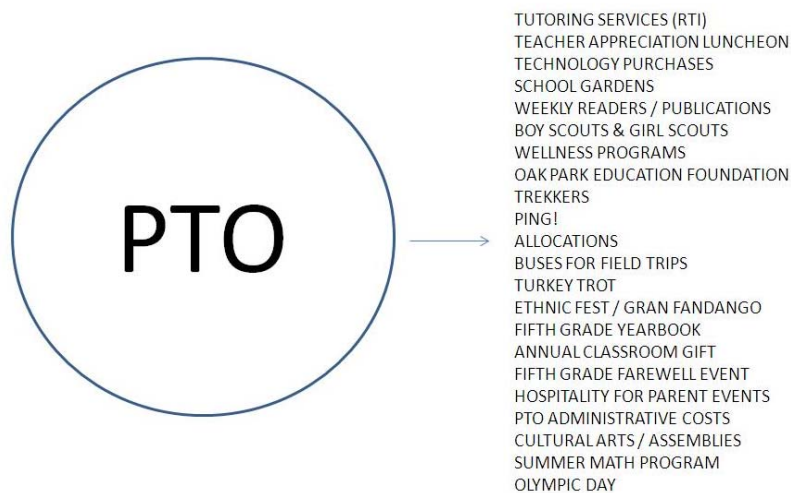 PTO
TUTORING SERVICES (RTI)
TEACHER APPRECIATION LUNCHEON
TECHNOLOGY PURCHASES
SCHOOL GARDENS
WEEKLY READERS / PUBLICATIONS
BOY SCOUTS & GIRL SCOUTS
WELLNESS PROGRAMS
OAK PARK EDUCATION FOUNDATION
TREKKERS
PING!
ALLOCATIONS
BUSES FOR FIELD TRIPS
TURKEY TROT
ETHNIC FEST / GRAN FANDANGO
FIFTH GRADE YEARBOOK
ANNUAL CLASSROOM GIFT
FIFTH GRADE FAREWELL EVENT
HOSPITALITY FOR PARENT EVENTS
PTO ADMINISTRATIVE COSTS
CULTURAL ARTS / ASSEMBLIES
SUMMER MATH PROGRAM
OLYMPIC DAY